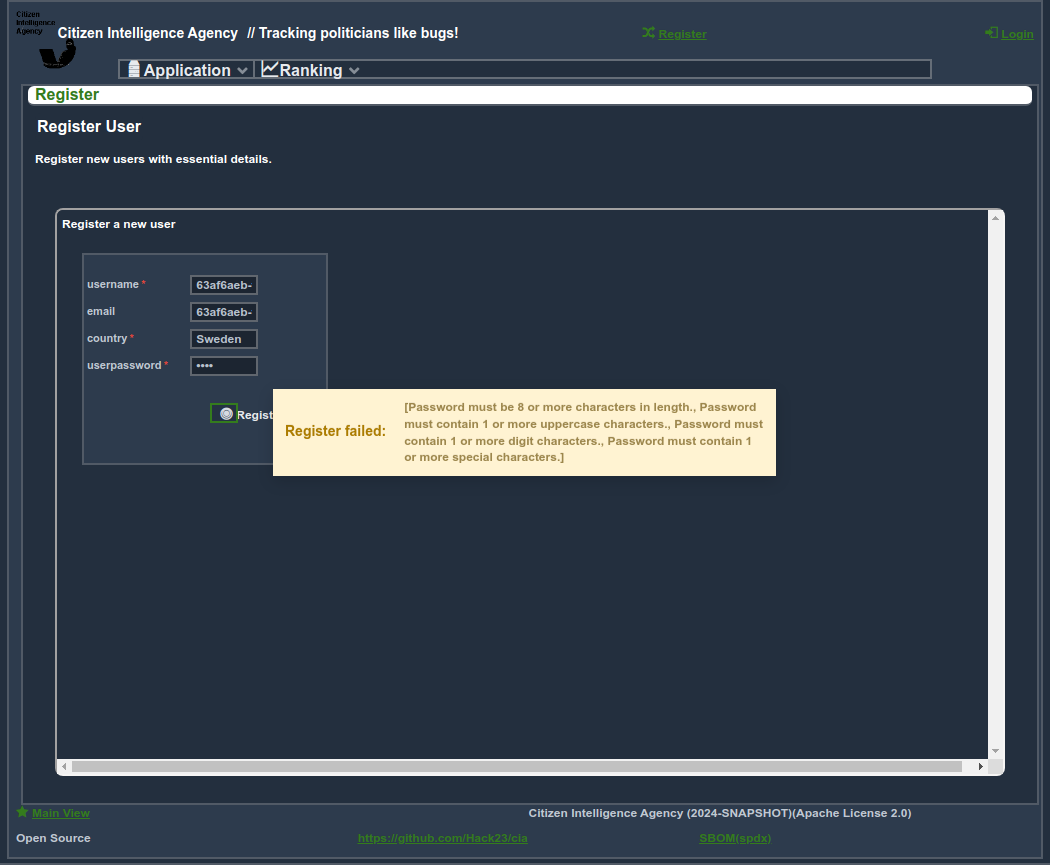 Citizen
Intelligence
Agency
Citizen Intelligence Agency // Tracking politicians like bugs!
Register
Login
Application
Ranking
Register
Register User
Register new users with essential details.
Register a new user
username *
63af6aeb-
email
63af6aeb-
country *
Sweden
userpassword *
••••
Regist
Register failed:
[Password must be 8 or more characters in length., Password
must contain 1 or more uppercase characters., Password must
contain 1 or more digit characters., Password must contain 1
or more special characters.]
Main View
Citizen Intelligence Agency (2024-SNAPSHOT)(Apache License 2.0)
Open Source
https://github.com/Hack23/cia
SBOM(spdx)